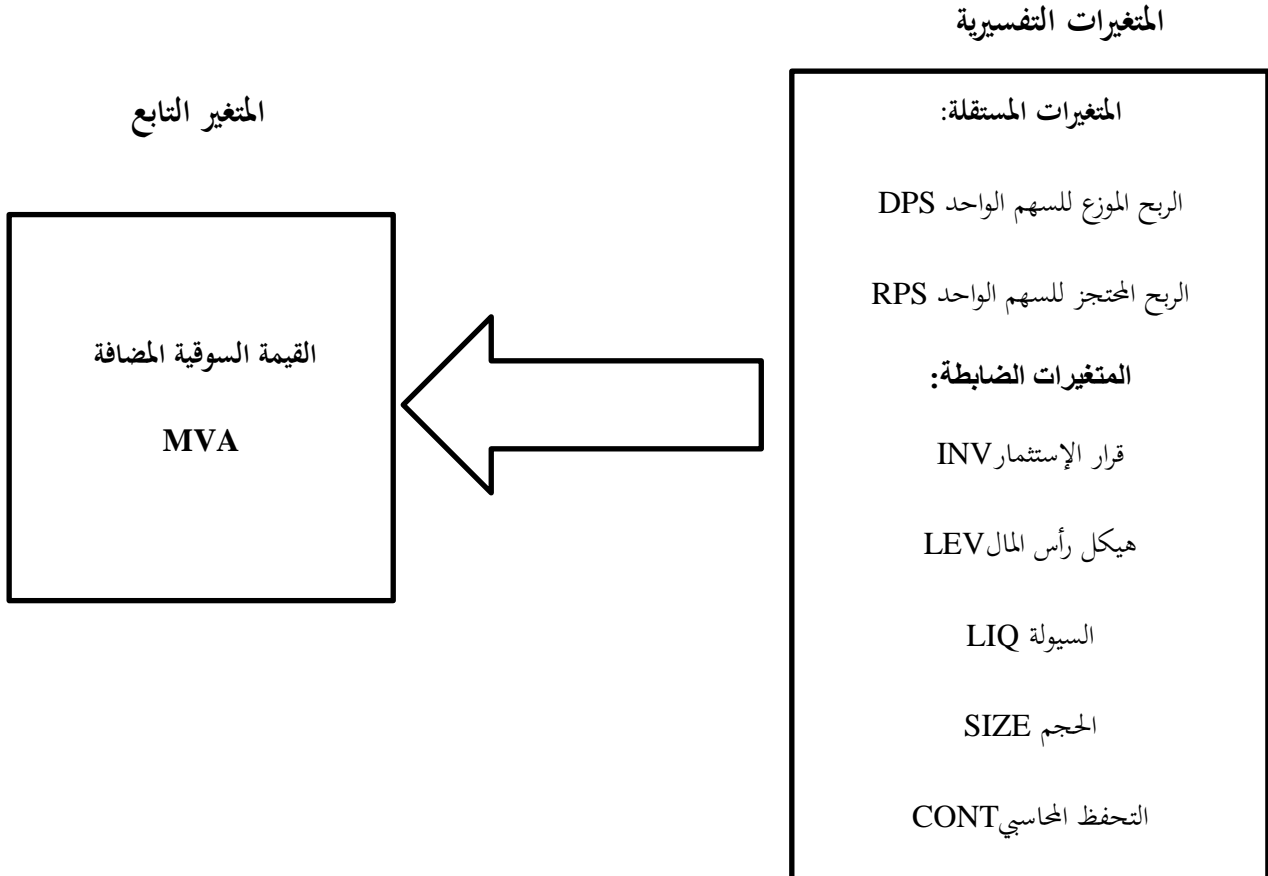 المتغيرات التفسيرية
المتغيرات المستقلة:
الربح الموزع للسهم الواحد DPS
الربح المحتجز للسهم الواحد RPS
المتغيرات الضابطة:
قرار الإستثمارINV
هيكل رأس المالLEV
السيولة LIQ
الحجم SIZE
التحفظ المحاسبيCONT
المتغير التابع
القيمة السوقية المضافة
MVA